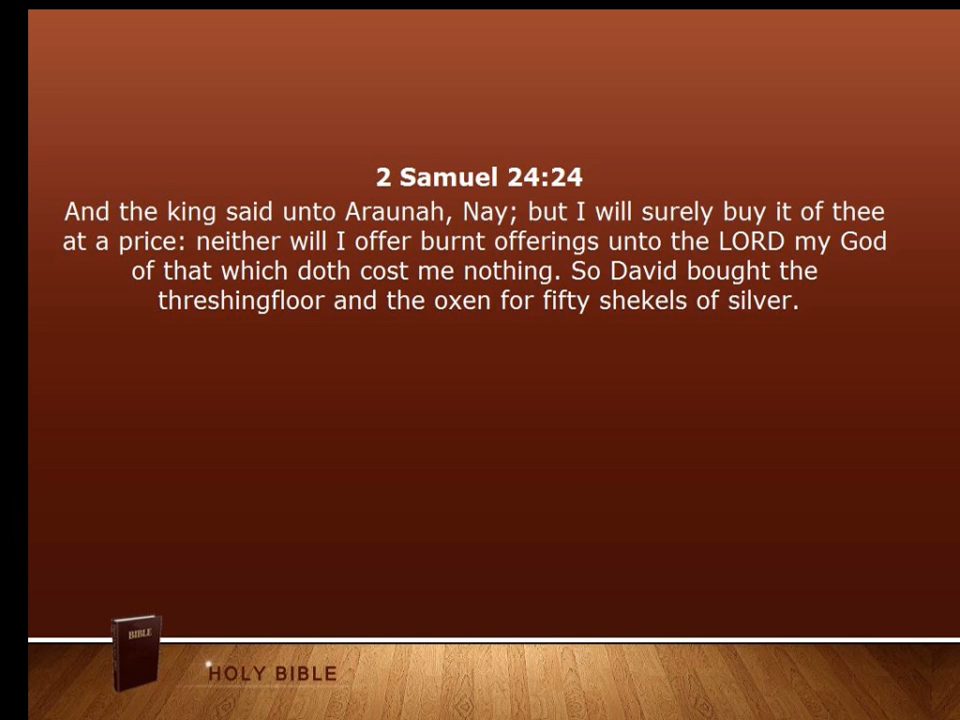 2 Samuel 24:24
And the king said unto Araunah, Nay; but I will surely buy it of thee
at a price: neither will I offer burnt offerings unto the LORD my God
of that which doth cost me nothing. So David bought the
threshingfloor and the oxen for fifty shekels of silver.
BIBLE
HOLY BIBLE